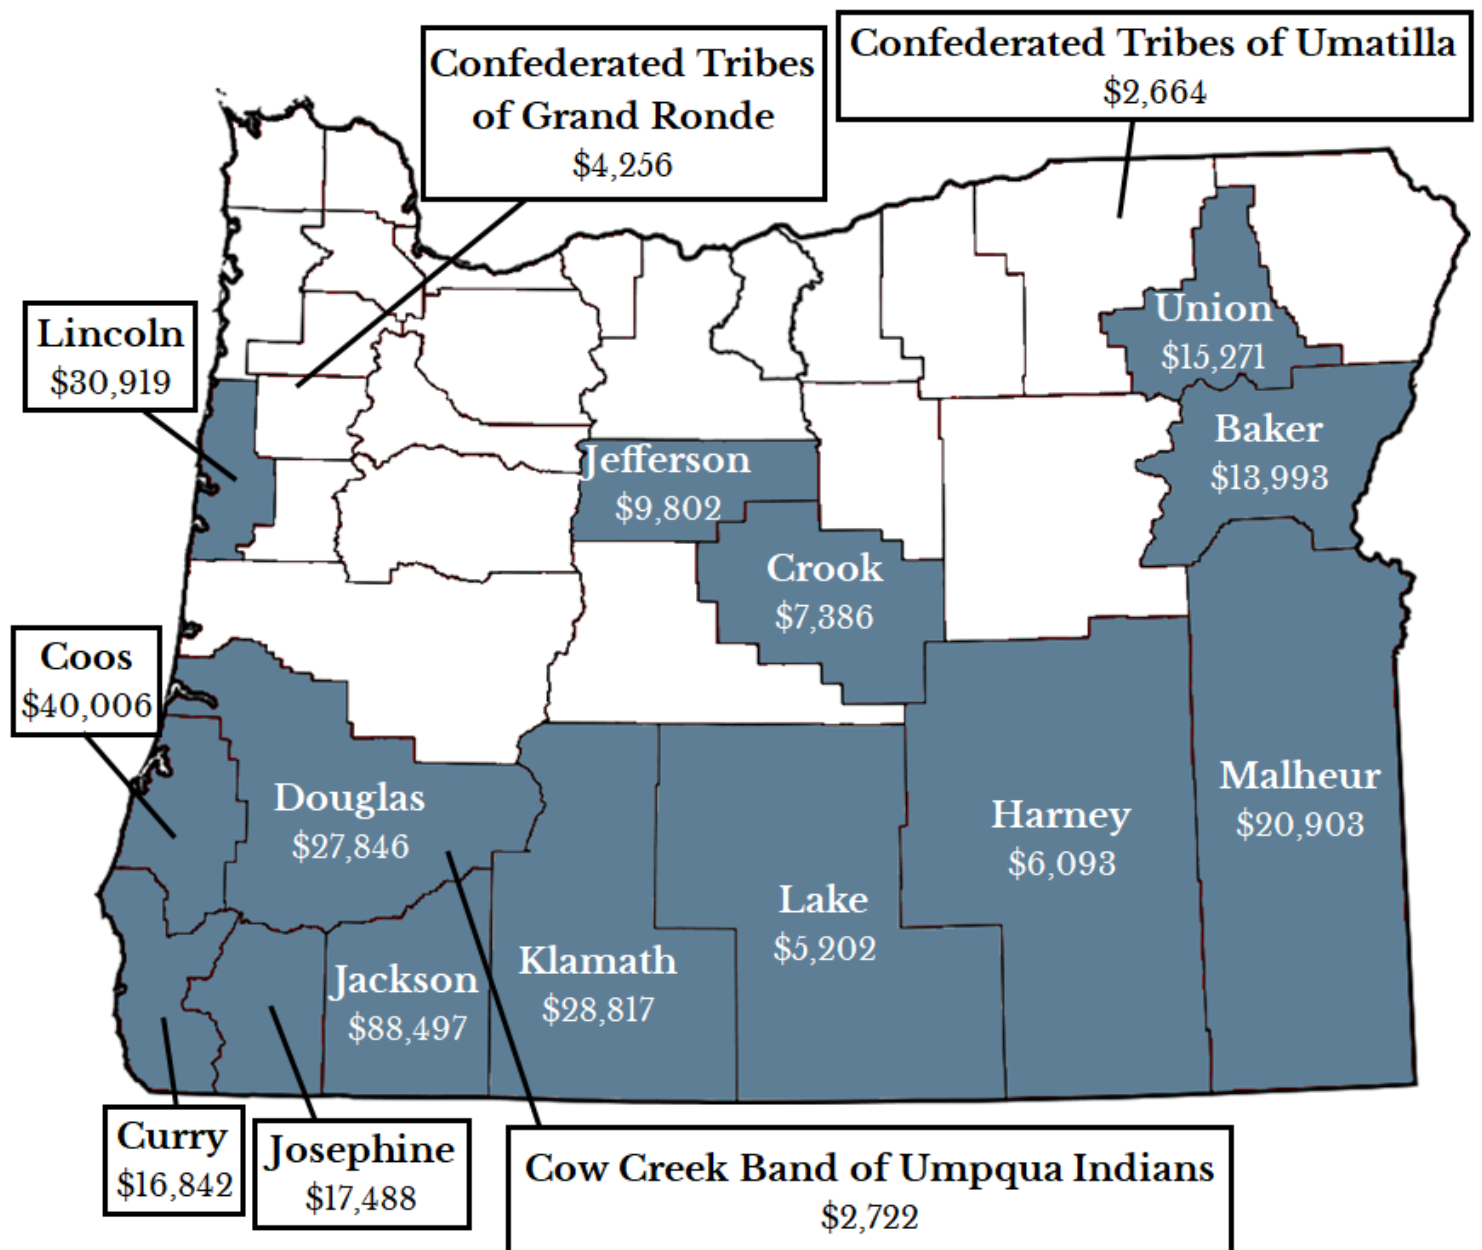 Confederated Tribes of Umatilla
$2,664
Confederated Tribes
of Grand Ronde
$4,256
Lincoln
$30,919
Union
$15,271
Baker
$13,993
Jefferson
$9,802
Crook
$7,386
Coos
$40,006
Douglas
$27,846
Malheur
$20,903
Harney
$6,093
Lake
$5,202
Klamath
$28,817
Jackson
$88,497
Curry
$16,842
Josephine
$17,488
Cow Creek Band of Umpqua Indians
$2,722